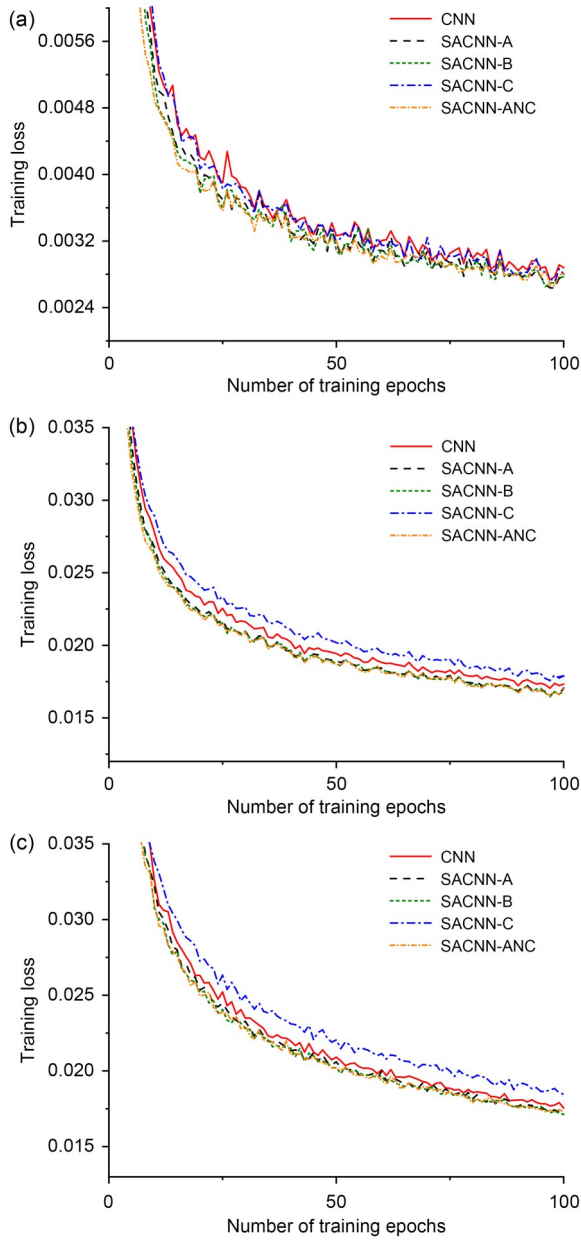 (a)
0.0056
0.0048
0.0040
0.0032
0.0024
Training loss
CNN
SACNN-A
SACNN-B
SACNN-C
SACNN-ANC
0 50 100
Number of training epochs
(b)
0.035
0.030
0.025
0.020
0.015
Training loss
CNN
SACNN-A
SACNN-B
SACNN-C
SACNN-ANC
0 50 100
Number of training epochs
(c)
0.035
0.030
0.025
0.020
0.015
Training loss
CNN
SACNN-A
SACNN-B
SACNN-C
SACNN-ANC
0 50 100
Number of training epochs